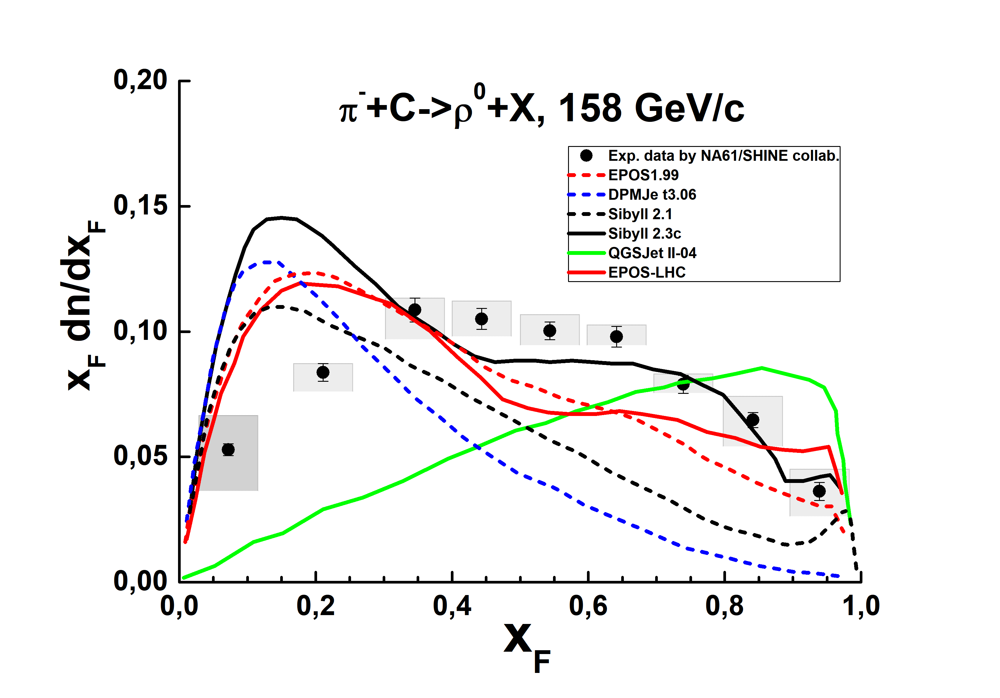 π⁻+C->ρ⁰+X, 158 GeV/c
Exp. data by NA61/SHINE collab.
EPOS1.99
DPMJe t3.06
Sibyll 2.1
Sibyll 2.3c
QGSJet II-04
EPOS-LHC
x_F dn/dx_F
0,20
0,15
0,10
0,05
0,00
0,0 0,2 0,4 0,6 0,8 1,0
x_F